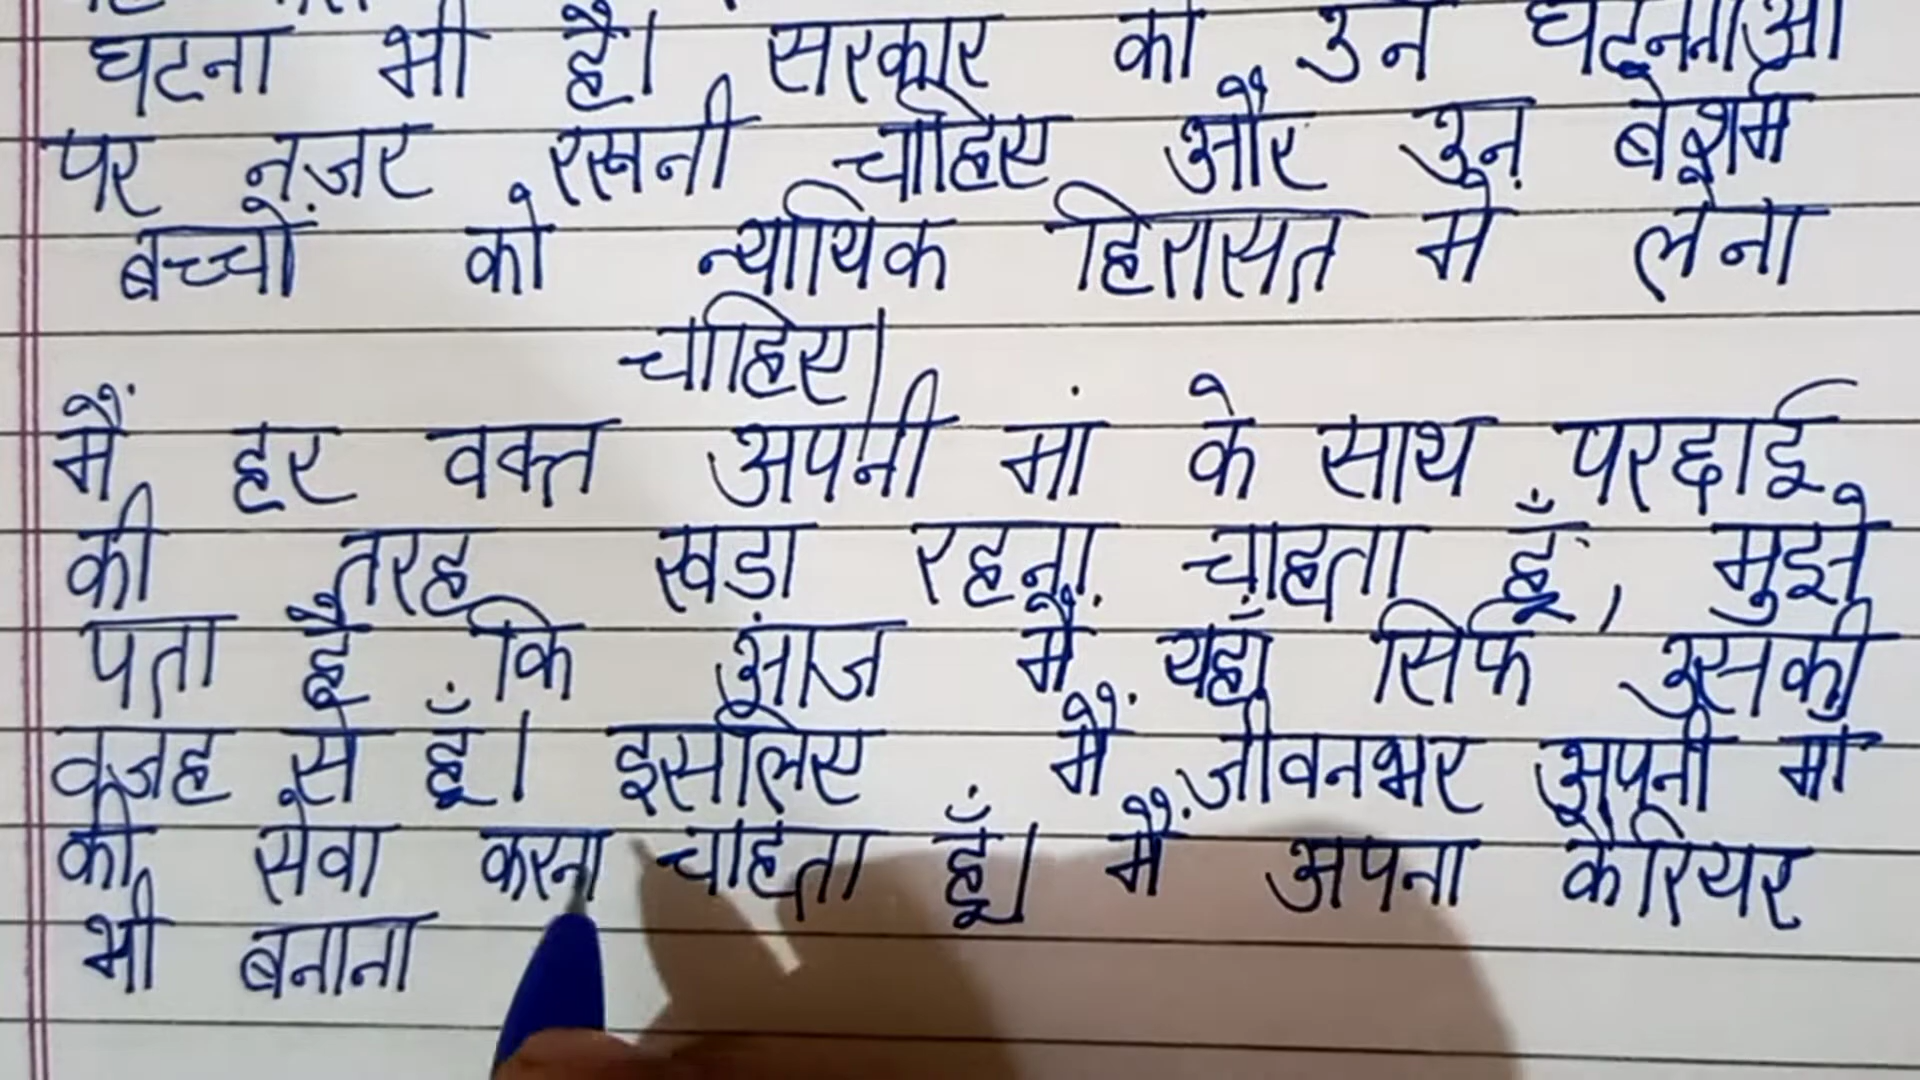 घटना भी है। सरकार को उन घटनाओं
पर नज़र रखनी चाहिए और उन बेशर्म
बच्चों को न्यायिक हिरासत में लेना
चाहिए।
मैं हर वक्त अपनी मां के साथ परछाई
की तरह खडा रहना चाहता हूँ, मुझे
पता है कि आज मैं यहाँ सिर्फ उसकी
वजह से हूँ। इसलिए मैं जीवनभर अपनी माँ
की सेवा करना चाहता हूँ। मैं अपना कैरियर
भी बनाना